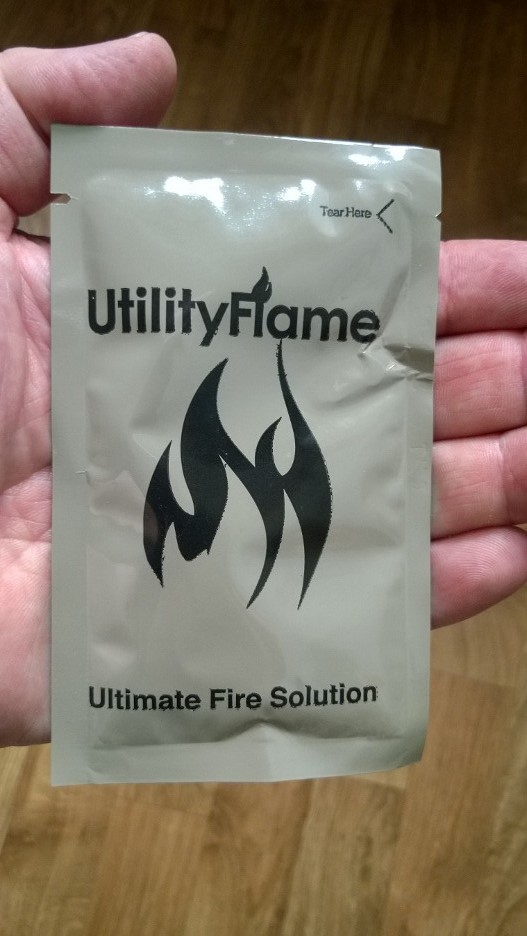 Tear Here
UtilityFlame
Ultimate Fire Solution